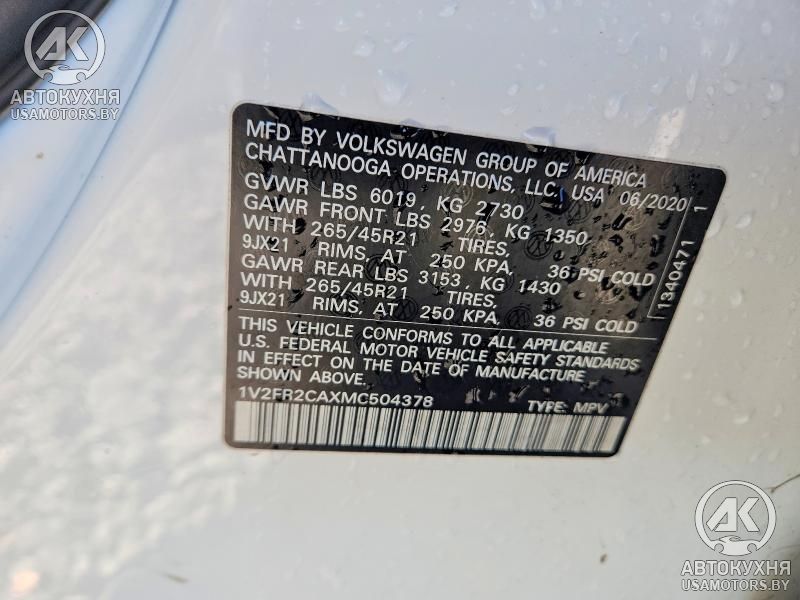 AK
АВТОКУХНЯ
USAMOTORS.BY
MFD BY VOLKSWAGEN GROUP OF AMERICA
CHATTANOOGA OPERATIONS, LLC, USA 06/2020
GVWR LBS 6019 KG 2730
GAWR FRONT LBS 2976 KG 1350
WITH 265/45R21 TIRES,
9JX21 RIMS, AT 250 KPA, 36 PSI COLD
GAWR REAR LBS 3153 KG 1430
WITH 265/45R21 TIRES,
9JX21 RIMS, AT 250 KPA, 36 PSI COLD
THIS VEHICLE CONFORMS TO ALL APPLICABLE
U.S. FEDERAL MOTOR VEHICLE SAFETY STANDARDS
IN EFFECT ON THE DATE OF MANUFACTURE
SHOWN ABOVE.
1V2FR2CAXMC504378 TYPE: MPV
1340471 1
AK
АВТОКУХНЯ
USAMOTORS.BY